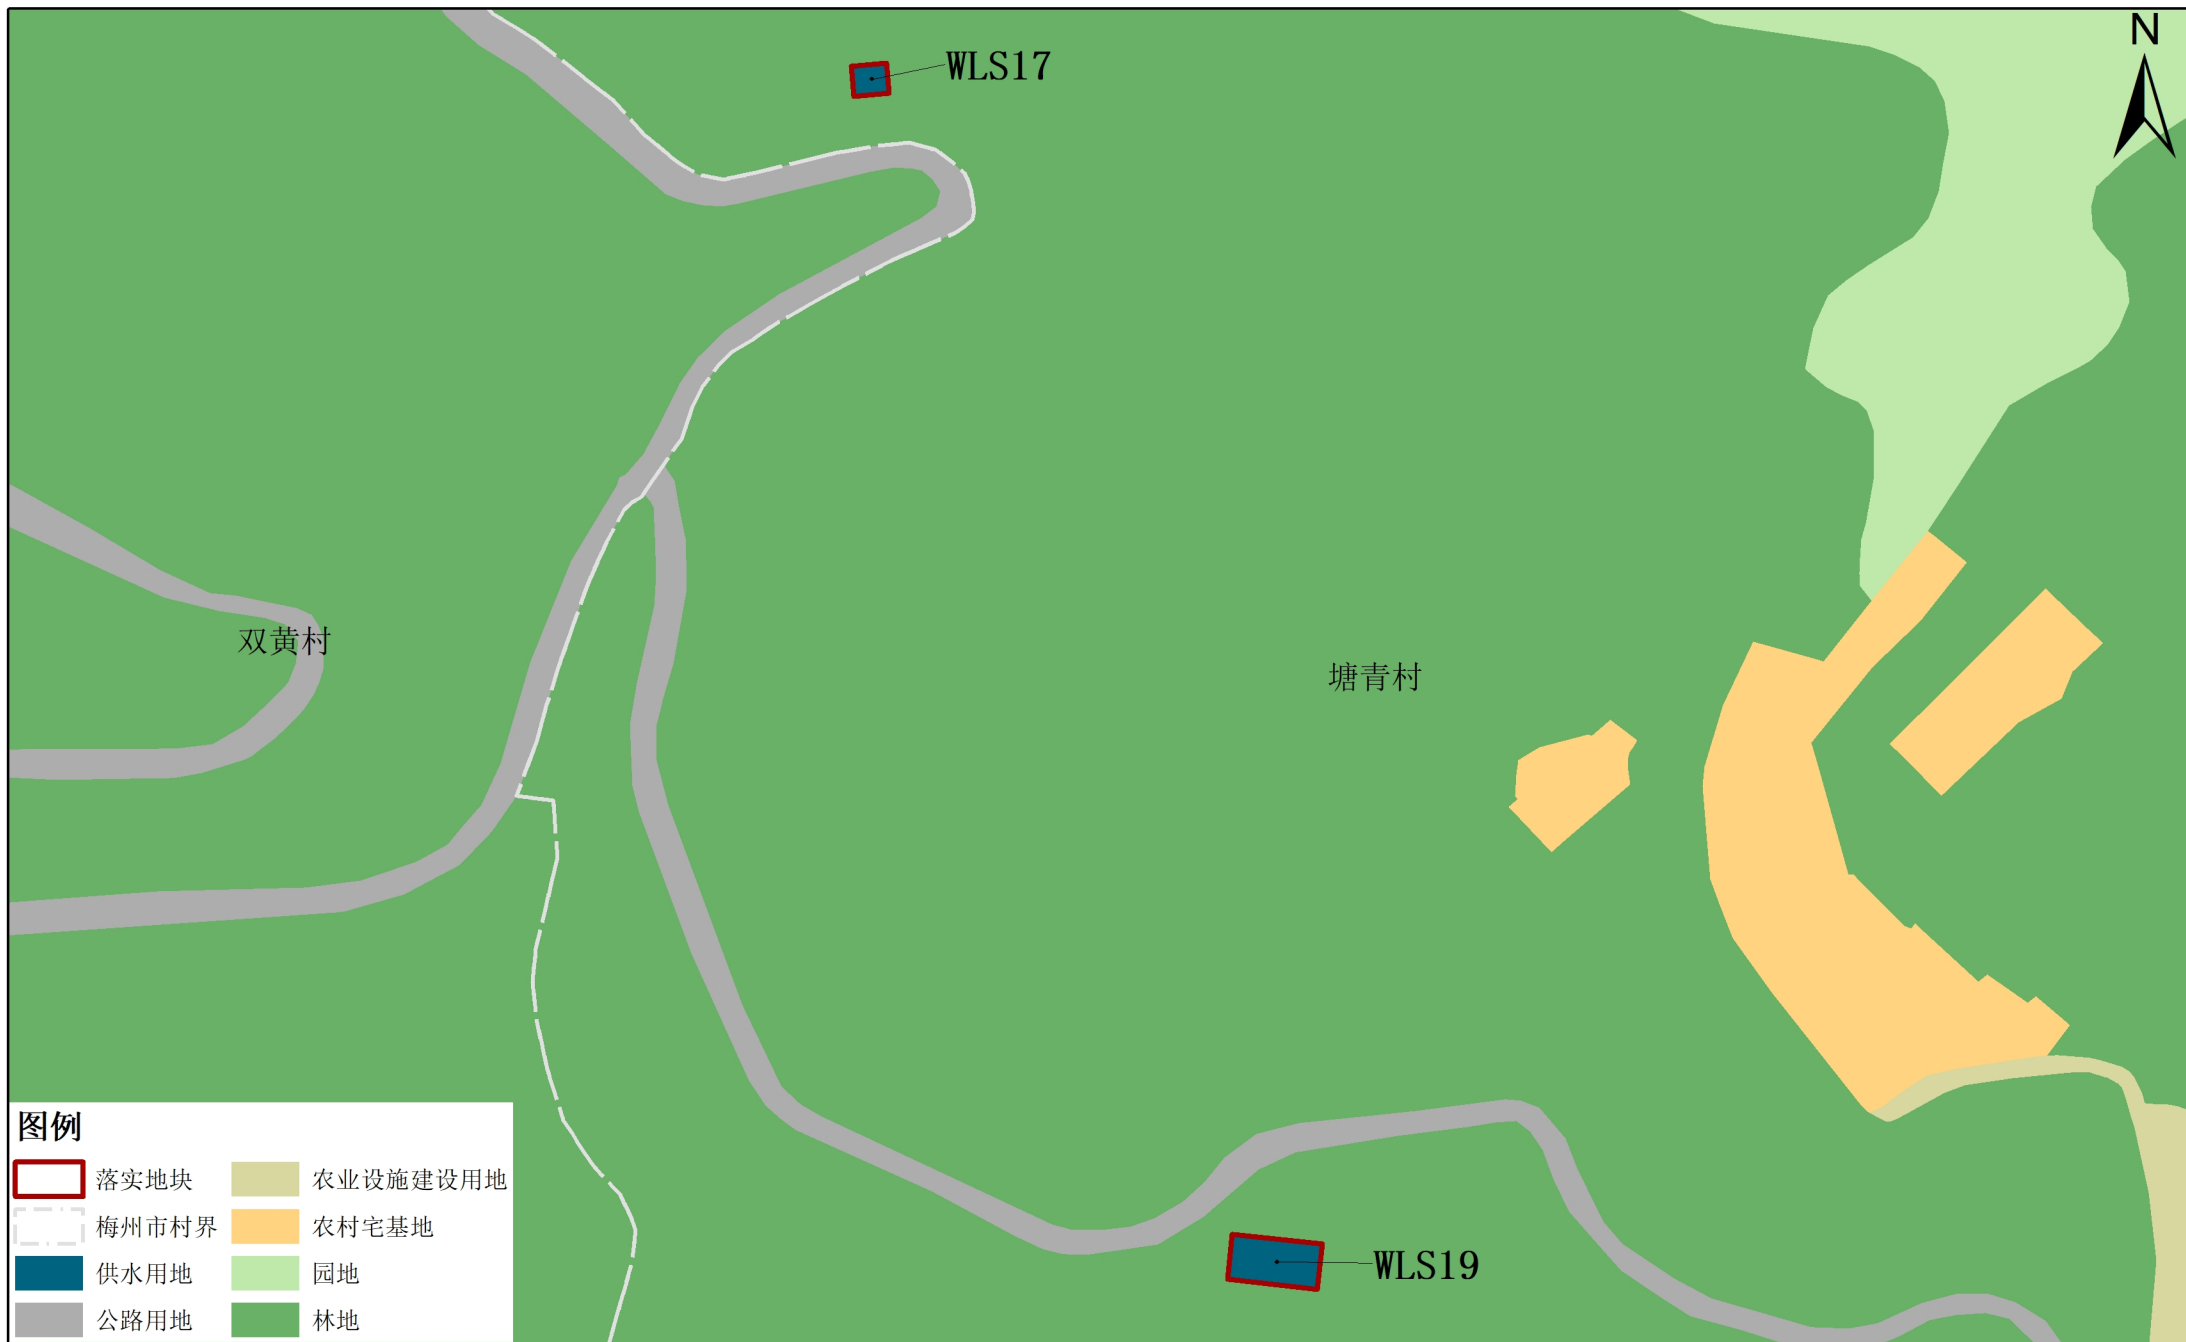 N
WLS17
双黄村
塘青村
WLS19
图例
落实地块
农业设施建设用地
梅州市村界
农村宅基地
供水用地
园地
公路用地
林地